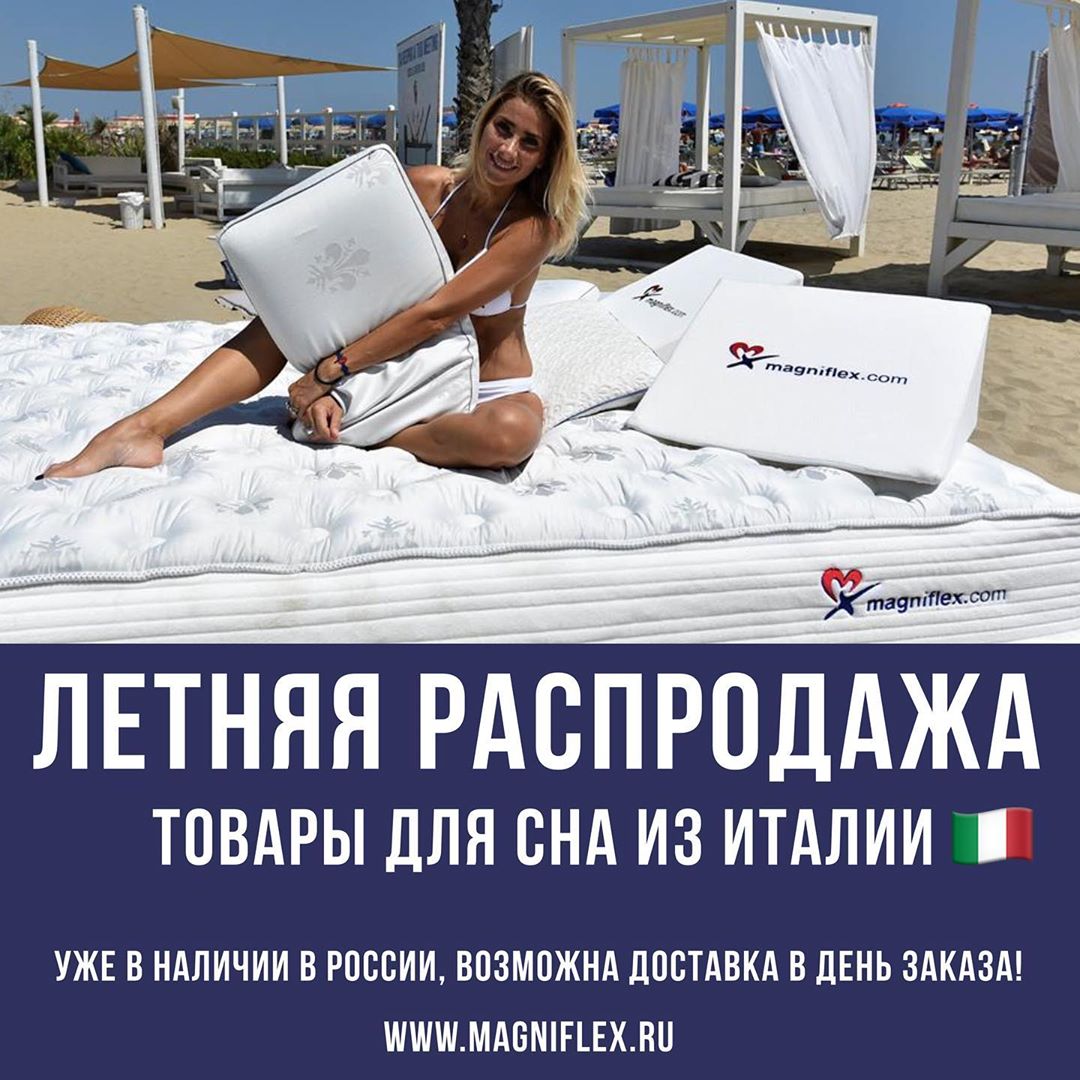 magniflex.com
magniflex.com
magniflex.com
ЛЕТНЯЯ РАСПРОДАЖА
ТОВАРЫ ДЛЯ СНА ИЗ ИТАЛИИ
УЖЕ В НАЛИЧИИ В РОССИИ, ВОЗМОЖНА ДОСТАВКА В ДЕНЬ ЗАКАЗА!
WWW.MAGNIFLEX.RU